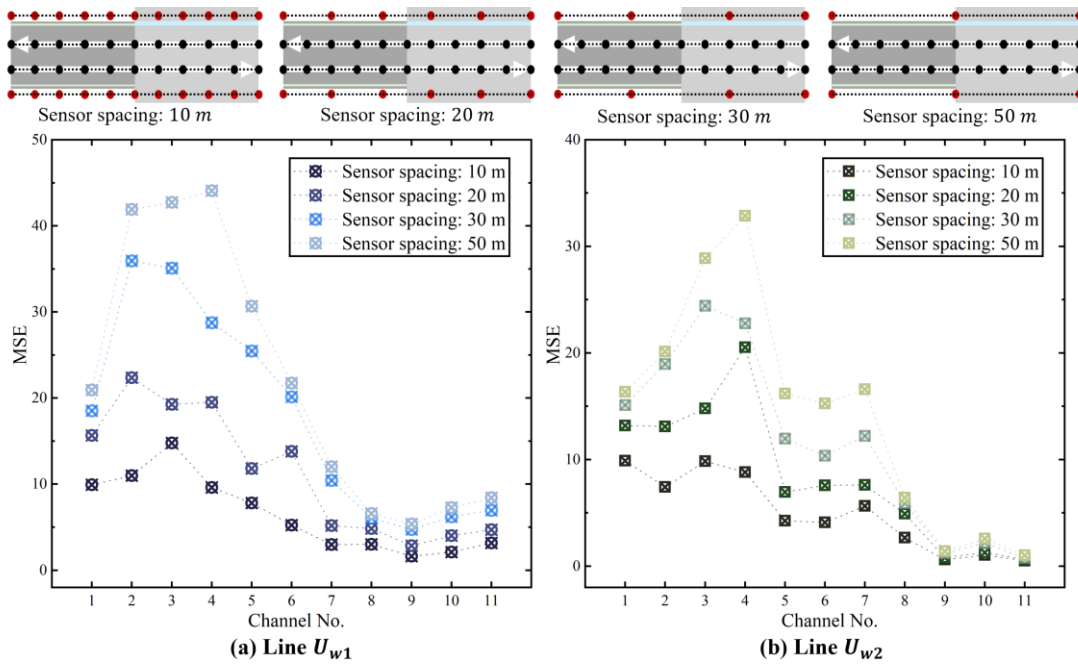 Sensor spacing: 10 m
Sensor spacing: 20 m
Sensor spacing: 30 m
Sensor spacing: 50 m
50
40
30
20
10
0
MSE
Sensor spacing: 10 m
Sensor spacing: 20 m
Sensor spacing: 30 m
Sensor spacing: 50 m
1 2 3 4 5 6 7 8 9 10 11
Channel No.
(a) Line U_{w1}
40
30
20
10
0
MSE
Sensor spacing: 10 m
Sensor spacing: 20 m
Sensor spacing: 30 m
Sensor spacing: 50 m
1 2 3 4 5 6 7 8 9 10 11
Channel No.
(b) Line U_{w2}